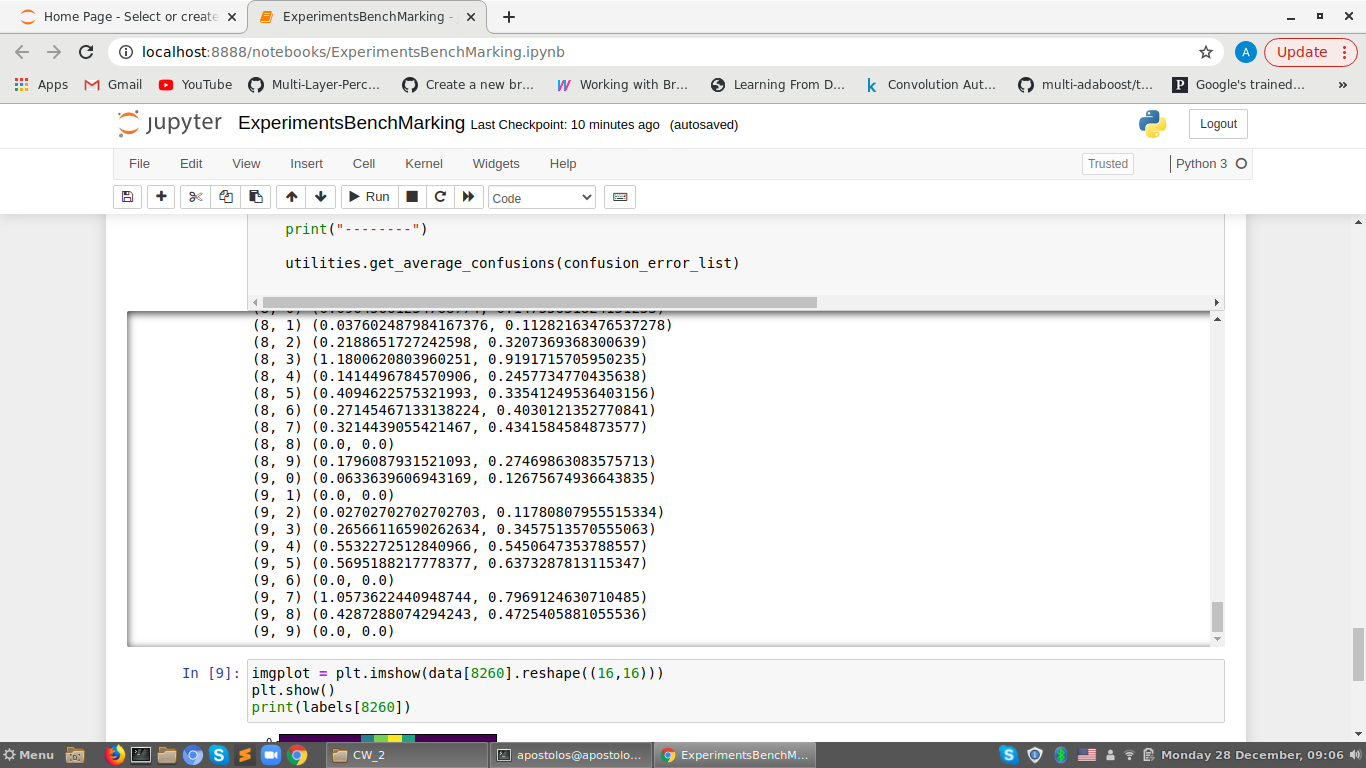 Home Page - Select or create
ExperimentsBenchMarking -
localhost:8888/notebooks/ExperimentsBenchMarking.ipynb
A
Update
Apps
Gmail
YouTube
Multi-Layer-Perc...
Create a new br...
Working with Br...
Learning From D...
Convolution Aut...
multi-adaboost/t...
Google's trained...
»
jupyter ExperimentsBenchMarking Last Checkpoint: 10 minutes ago (autosaved)
Logout
File Edit View Insert Cell Kernel Widgets Help
Trusted
Python 3
Run
Code
print("--------")
utilities.get_average_confusions(confusion_error_list)
(8, 1) (0.037602487984167376, 0.11282163476537278)
(8, 2) (0.2188651727242598, 0.3207369368300639)
(8, 3) (1.1800620803960251, 0.9191715705950235)
(8, 4) (0.1414496784570906, 0.2457734770435638)
(8, 5) (0.4094622575321993, 0.33541249536403156)
(8, 6) (0.27145467133138224, 0.4030121352770841)
(8, 7) (0.3214439055421467, 0.4341584584873577)
(8, 8) (0.0, 0.0)
(8, 9) (0.1796087931521093, 0.27469863083575713)
(9, 0) (0.0633639606943169, 0.12675674936643835)
(9, 1) (0.0, 0.0)
(9, 2) (0.02702702702702703, 0.11780807955515334)
(9, 3) (0.26566116590262634, 0.3457513570555063)
(9, 4) (0.5532272512840966, 0.5450647353788557)
(9, 5) (0.5695188217778377, 0.6373287813115347)
(9, 6) (0.0, 0.0)
(9, 7) (1.0573622440948744, 0.7969124630710485)
(9, 8) (0.4287288074294243, 0.4725405881055536)
(9, 9) (0.0, 0.0)
In [9]:
imgplot = plt.imshow(data[8260].reshape((16,16)))
plt.show()
print(labels[8260])
Menu
CW_2
apostolos@apostolo...
ExperimentsBenchM...
Monday 28 December, 09:06